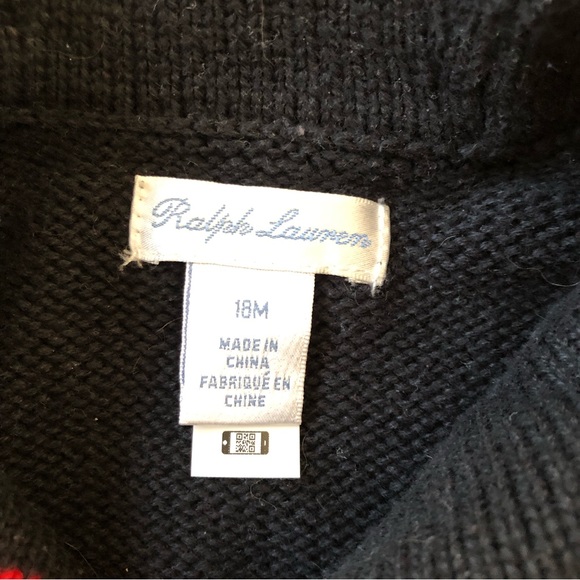 Ralph Lauren
18M
MADE IN
CHINA
FABRIQUÉ EN
CHINE